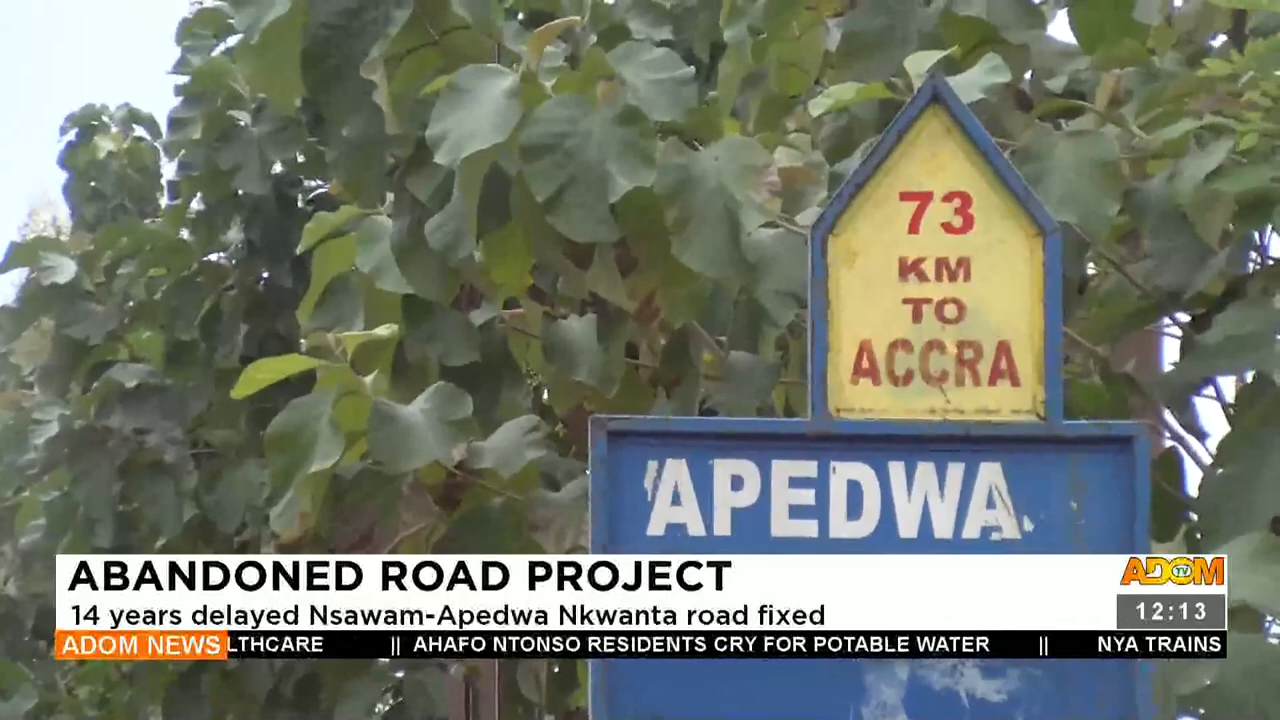 73
KM
TO
ACCRA
APEDWA
ABANDONED ROAD PROJECT
14 years delayed Nsawam-Apedwa Nkwanta road fixed
ADOM TV
12:13
ADOM NEWS
LTHCARE || AHAFO NTONSO RESIDENTS CRY FOR POTABLE WATER || NYA TRAINS